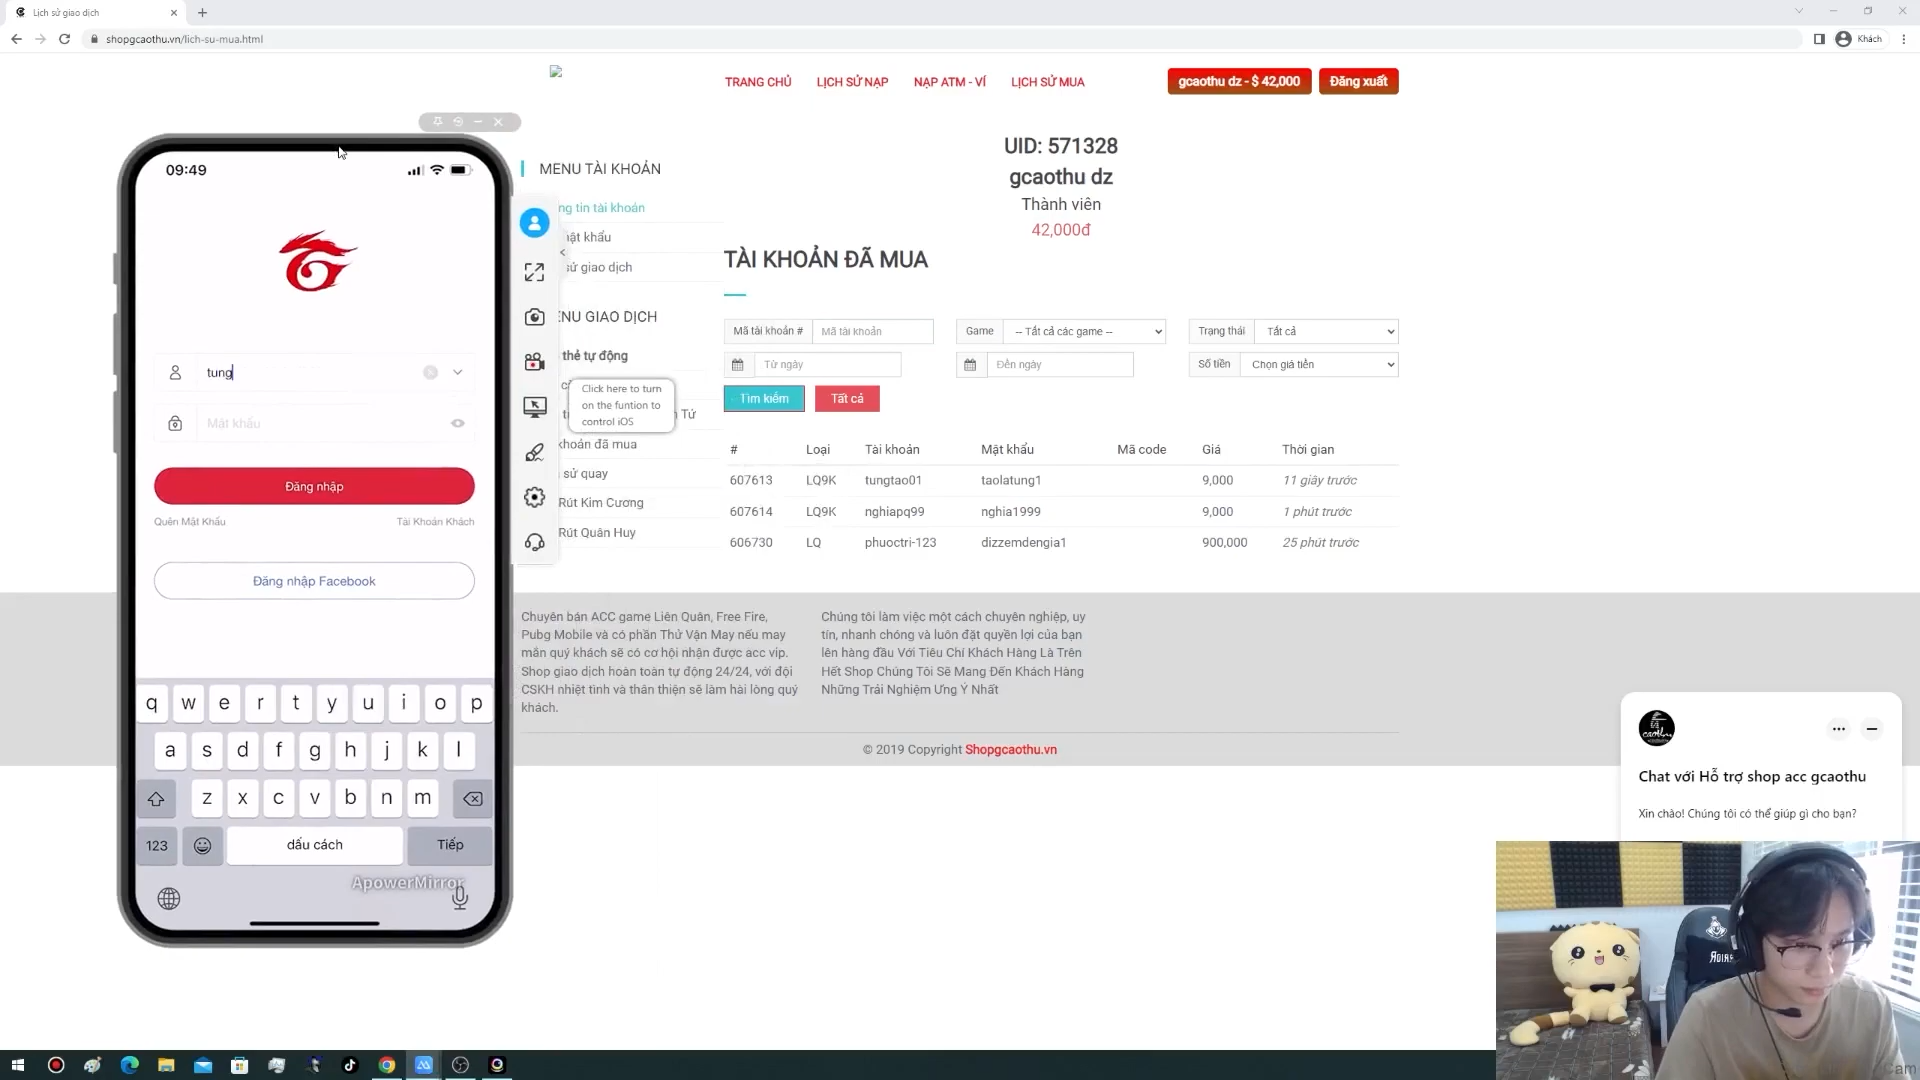 Lịch sử giao dịch
shopgcaothu.vn/lich-su-mua.html
Khách
TRANG CHỦ
LỊCH SỬ NẠP
NẠP ATM - VÍ
LỊCH SỬ MUA
gcaothu dz - $ 42,000
Đăng xuất
UID: 571328
gcaothu dz
Thành viên
42,000đ
MENU TÀI KHOẢN
ng tin tài khoản
ật khẩu
sử giao dịch
ENU GIAO DỊCH
thẻ tự động
Tứ
khoản đã mua
sử quay
Rút Kim Cương
Rút Quân Huy
Click here to turn
on the funtion to
control iOS
TÀI KHOẢN ĐÃ MUA
Mã tài khoản # Mã tài khoản
Game -- Tất cả các game --
Trạng thái Tất cả
Từ ngày
Đến ngày
Số tiền Chọn giá tiền
Tìm kiếm
Tất cả
# Loại Tài khoản Mật khẩu Mã code Giá Thời gian
607613 LQ9K tungtao01 taolatung1 9,000 11 giây trước
607614 LQ9K nghiapq99 nghia1999 9,000 1 phút trước
606730 LQ phuoctri-123 dizzemdengia1 900,000 25 phút trước
09:49
tung
Mật khẩu
Đăng nhập
Quên Mật Khẩu
Tài Khoản Khách
Đăng nhập Facebook
q w e r t y u i o p
a s d f g h j k l
z x c v b n m
123
dấu cách
Tiếp
ApowerMirror
Chuyên bán ACC game Liên Quân, Free Fire,
Pubg Mobile và có phần Thử Vận May nếu may
mắn quý khách sẽ có cơ hội nhận được acc vip.
Shop giao dịch hoàn toàn tự động 24/24, với đội
CSKH nhiệt tình và thân thiện sẽ làm hài lòng quý
khách.
Chúng tôi làm việc một cách chuyên nghiệp, uy
tín, nhanh chóng và luôn đặt quyền lợi của bạn
lên hàng đầu Với Tiêu Chí Khách Hàng Là Trên
Hết Shop Chúng Tôi Sẽ Mang Đến Khách Hàng
Những Trải Nghiệm Ưng Ý Nhất
© 2019 Copyright Shopgcaothu.vn
Chat với Hỗ trợ shop acc gcaothu
Xin chào! Chúng tôi có thể giúp gì cho bạn?